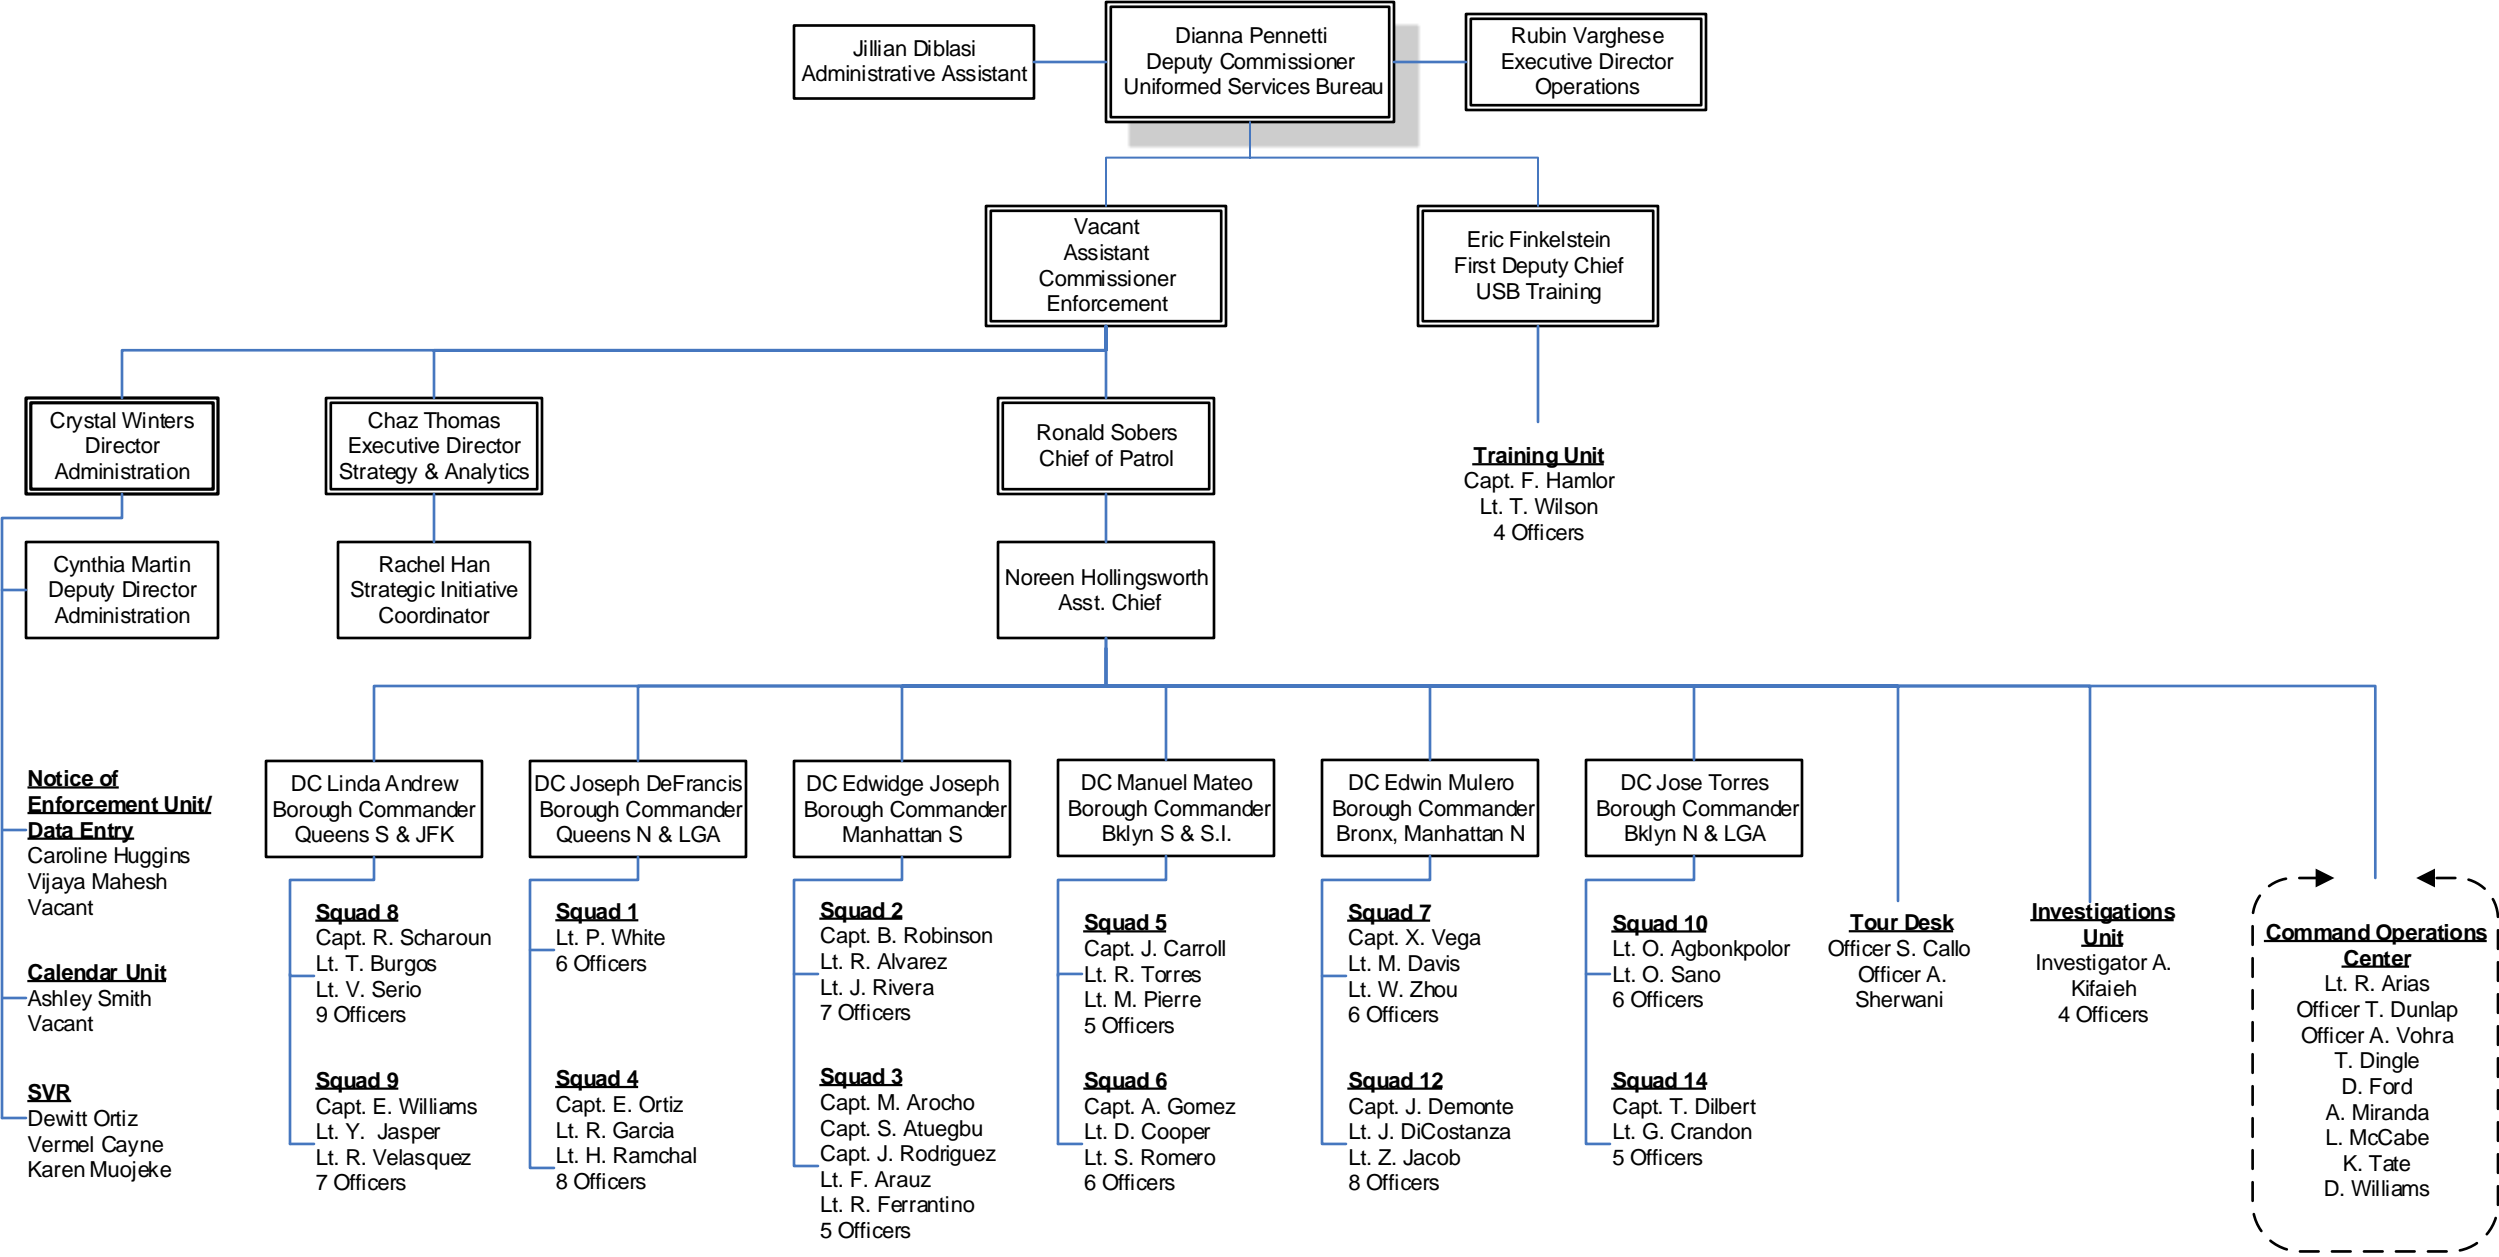 Jillian Diblasi
Administrative Assistant
Dianna Pennetti
Deputy Commissioner
Uniformed Services Bureau
Rubin Varghese
Executive Director
Operations
Vacant
Assistant
Commissioner
Enforcement
Eric Finkelstein
First Deputy Chief
USB Training
Crystal Winters
Director
Administration
Chaz Thomas
Executive Director
Strategy & Analytics
Ronald Sobers
Chief of Patrol
Training Unit
Capt. F. Hamlor
Lt. T. Wilson
4 Officers
Cynthia Martin
Deputy Director
Administration
Rachel Han
Strategic Initiative
Coordinator
Noreen Hollingsworth
Asst. Chief
Notice of
Enforcement Unit/
Data Entry
Caroline Huggins
Vijaya Mahesh
Vacant
Calendar Unit
Ashley Smith
Vacant
SVR
Dewitt Ortiz
Vermel Cayne
Karen Muojeke
DC Linda Andrew
Borough Commander
Queens S & JFK
Squad 8
Capt. R. Scharoun
Lt. T. Burgos
Lt. V. Serio
9 Officers
Squad 9
Capt. E. Williams
Lt. Y.  Jasper
Lt. R. Velasquez
7 Officers
DC Joseph DeFrancis
Borough Commander
Queens N & LGA
Squad 1
Lt. P. White
6 Officers
Squad 4
Capt. E. Ortiz
Lt. R. Garcia
Lt. H. Ramchal
8 Officers
DC Edwidge Joseph
Borough Commander
Manhattan S
Squad 2
Capt. B. Robinson
Lt. R. Alvarez
Lt. J. Rivera
7 Officers
Squad 3
Capt. M. Arocho
Capt. S. Atuegbu
Capt. J. Rodriguez
Lt. F. Arauz
Lt. R. Ferrantino
5 Officers
DC Manuel Mateo
Borough Commander
Bklyn S & S.I.
Squad 5
Capt. J. Carroll
Lt. R. Torres
Lt. M. Pierre
5 Officers
Squad 6
Capt. A. Gomez
Lt. D. Cooper
Lt. S. Romero
6 Officers
DC Edwin Mulero
Borough Commander
Bronx, Manhattan N
Squad 7
Capt. X. Vega
Lt. M. Davis
Lt. W. Zhou
6 Officers
Squad 12
Capt. J. Demonte
Lt. J. DiCostanza
Lt. Z. Jacob
8 Officers
DC Jose Torres
Borough Commander
Bklyn N & LGA
Squad 10
Lt. O. Agbonkpolor
Lt. O. Sano
6 Officers
Squad 14
Capt. T. Dilbert
Lt. G. Crandon
5 Officers
Tour Desk
Officer S. Callo
Officer A.
Sherwani
Investigations
Unit
Investigator A.
Kifaieh
4 Officers
Command Operations
Center
Lt. R. Arias
Officer T. Dunlap
Officer A. Vohra
T. Dingle
D. Ford
A. Miranda
L. McCabe
K. Tate
D. Williams